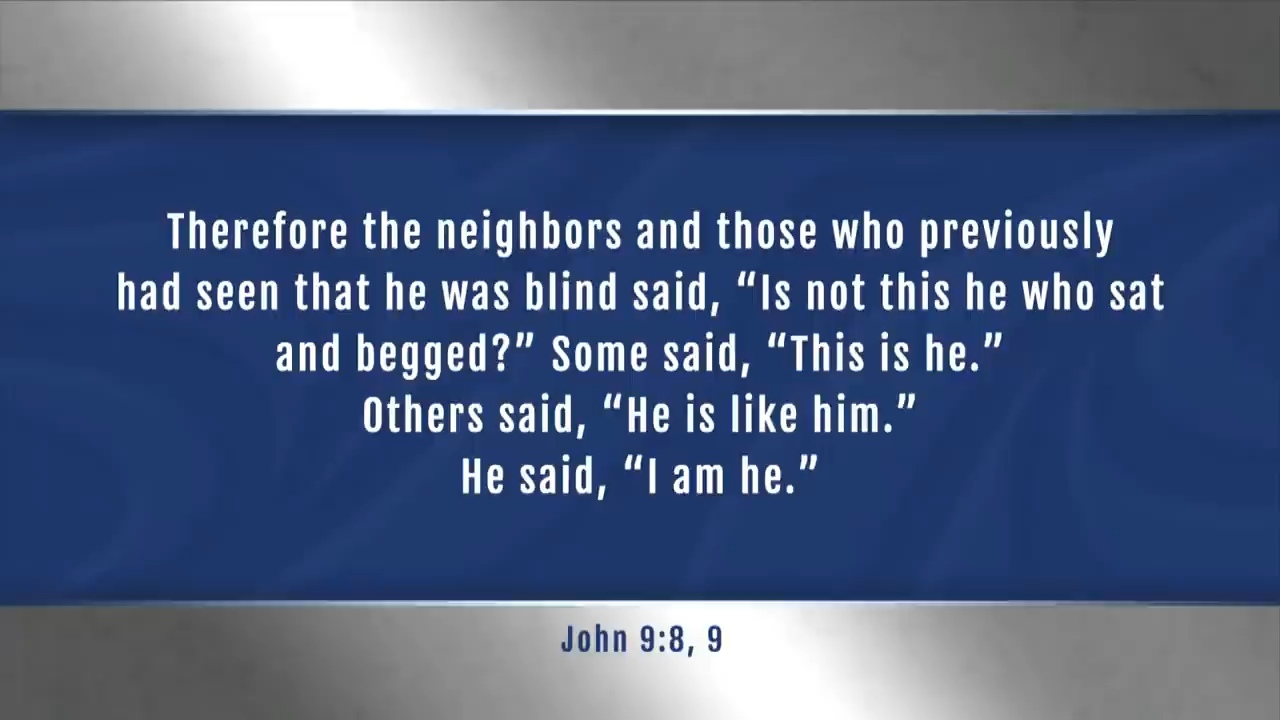 Therefore the neighbors and those who previously
had seen that he was blind said, “Is not this he who sat
and begged?” Some said, “This is he.”
Others said, “He is like him.”
He said, “I am he.”
John 9:8, 9